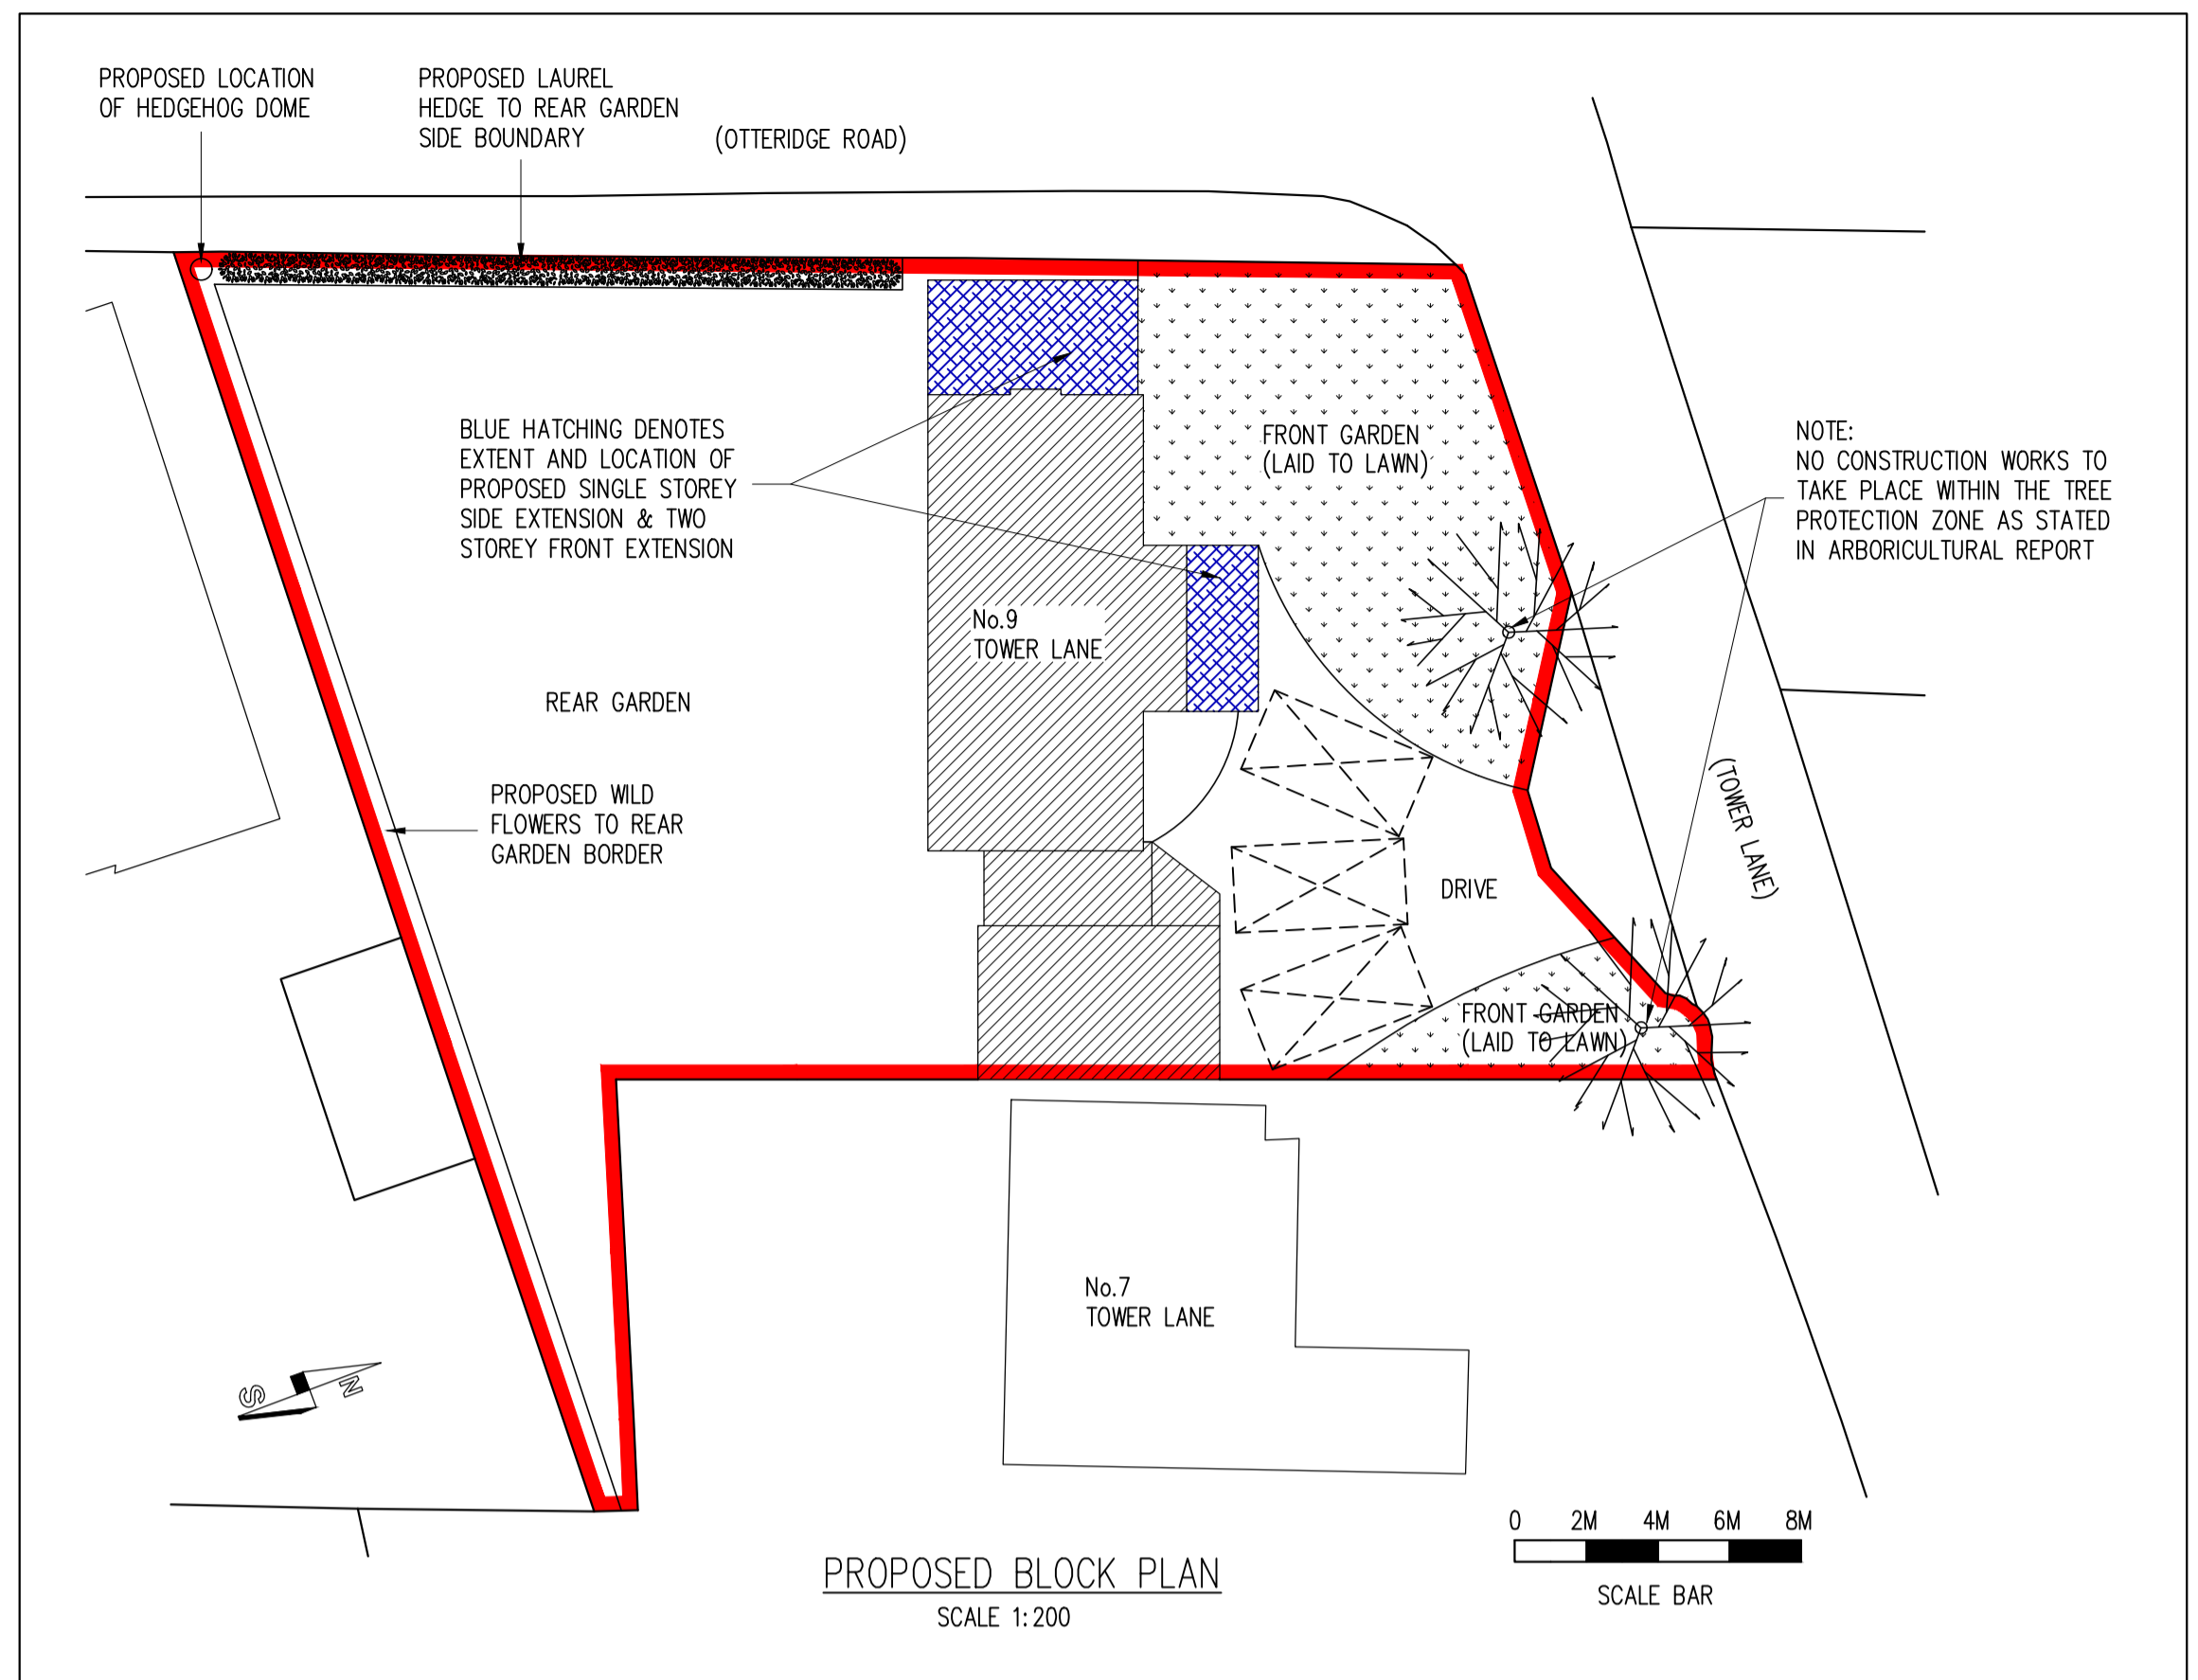 PROPOSED LOCATION
OF HEDGEHOG DOME
PROPOSED LAUREL
HEDGE TO REAR GARDEN
SIDE BOUNDARY
(OTTERIDGE ROAD)
BLUE HATCHING DENOTES
EXTENT AND LOCATION OF
PROPOSED SINGLE STOREY
SIDE EXTENSION & TWO
STOREY FRONT EXTENSION
FRONT GARDEN
(LAID TO LAWN)
NOTE:
NO CONSTRUCTION WORKS TO
TAKE PLACE WITHIN THE TREE
PROTECTION ZONE AS STATED
IN ARBORICULTURAL REPORT
No.9
TOWER LANE
REAR GARDEN
PROPOSED WILD
FLOWERS TO REAR
GARDEN BORDER
DRIVE
(TOWER LANE)
FRONT GARDEN
(LAID TO LAWN)
No.7
TOWER LANE
S
N
0 2M 4M 6M 8M
SCALE BAR
PROPOSED BLOCK PLAN
SCALE 1:200